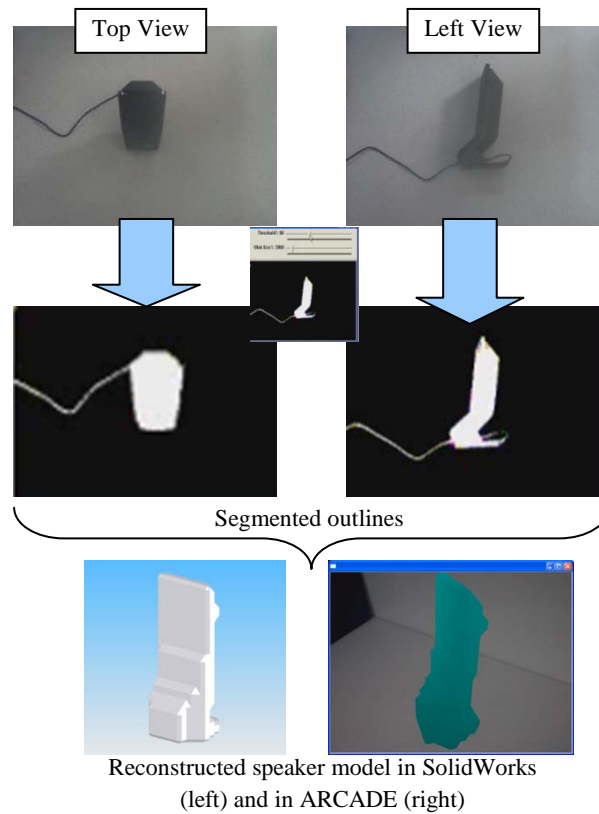 Top View
Left View
Segmented outlines
Reconstructed speaker model in SolidWorks
(left) and in ARCADE (right)